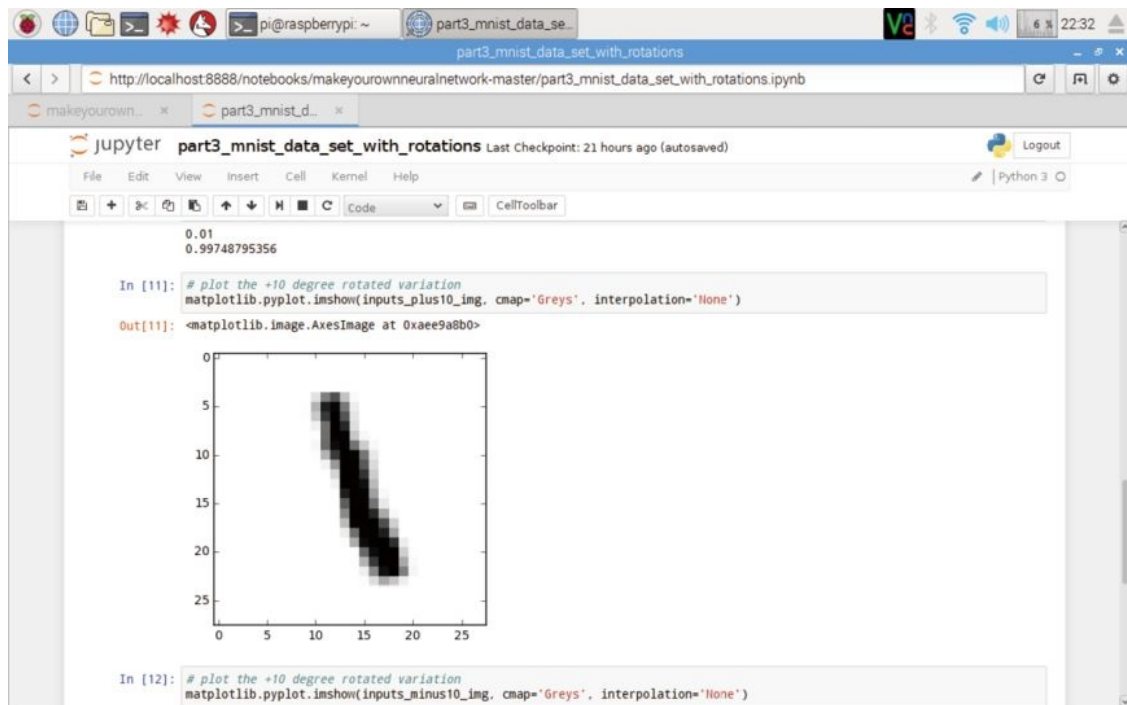 pi@raspberrypi: ~ part3_mnist_data_se... V2 6 % 22:32
part3_mnist_data_set_with_rotations
http://localhost:8888/notebooks/makeyourownneuralnetwork-master/part3_mnist_data_set_with_rotations.ipynb
makeyourown... × part3_mnist_d... ×
jupyter part3_mnist_data_set_with_rotations Last Checkpoint: 21 hours ago (autosaved) Logout
File Edit View Insert Cell Kernel Help Python 3
Code CellToolbar
0.01
0.99748795356
In [11]: # plot the +10 degree rotated variation
matplotlib.pyplot.imshow(inputs_plus10_img, cmap='Greys', interpolation='None')
Out[11]: <matplotlib.image.AxesImage at 0xaee9a8b0>
0
5
10
15
20
25
0 5 10 15 20 25
In [12]: # plot the +10 degree rotated variation
matplotlib.pyplot.imshow(inputs_minus10_img, cmap='Greys', interpolation='None')